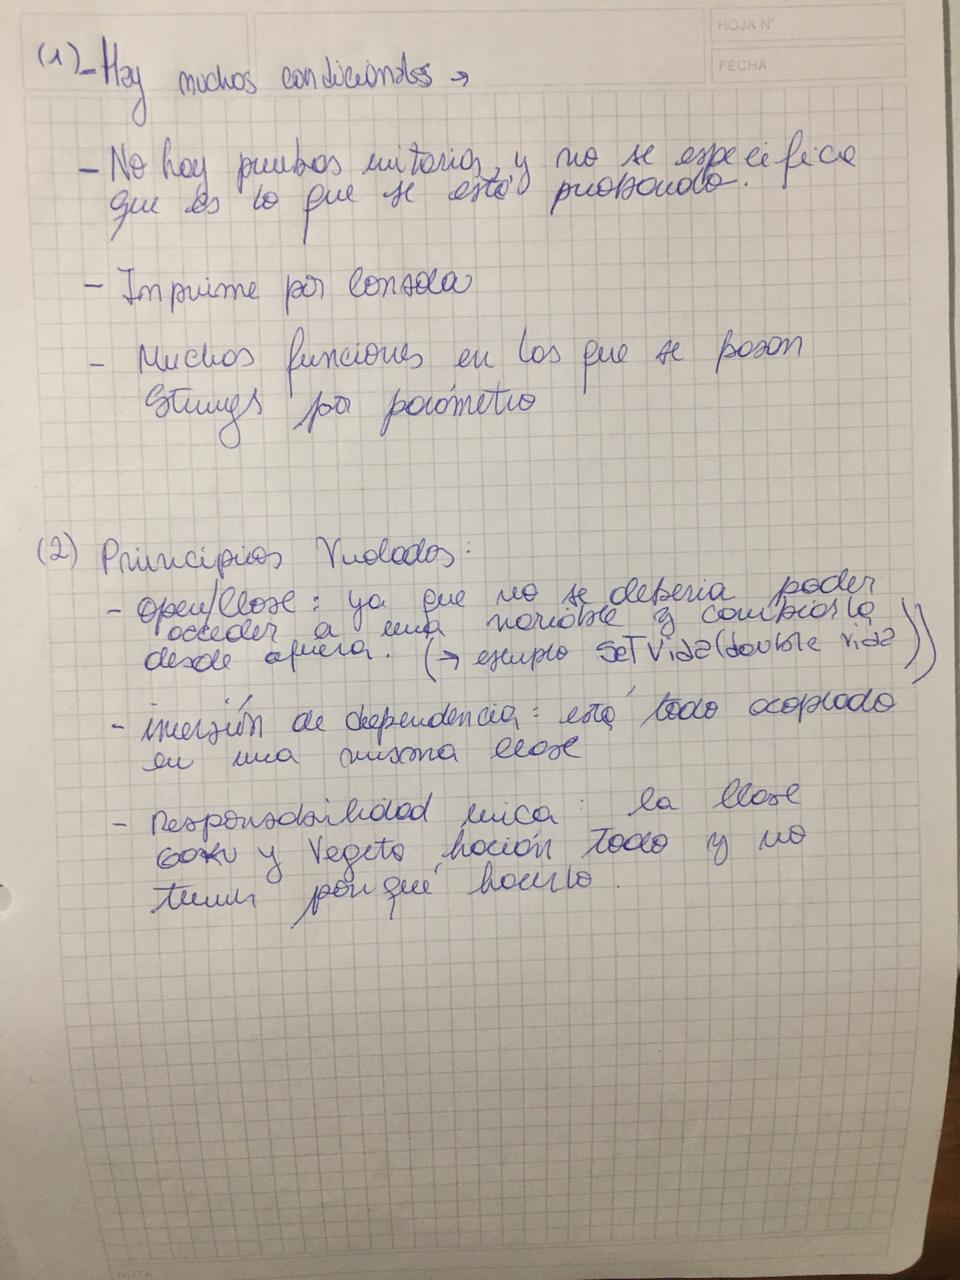 HOJA N°
FECHA
(1) - Hay muchos condicionales →
- No hay pruebas unitarias, y no se especifica
que es lo que se está probando.
- Imprime por consola
- Muchas funciones en las que se pasan
Strings por parámetro
(2) Principios Violados:
- open/close: ya que no se debería poder
acceder a una variable y cambiarla
desde afuera. (→ ejemplo setVida(double vida))
- inversión de dependencia: está todo acoplado
en una misma clase
- Responsabilidad unica: la clase
Goku y Vegeta hacían todo y no
tienen por qué hacerlo.
NOTA